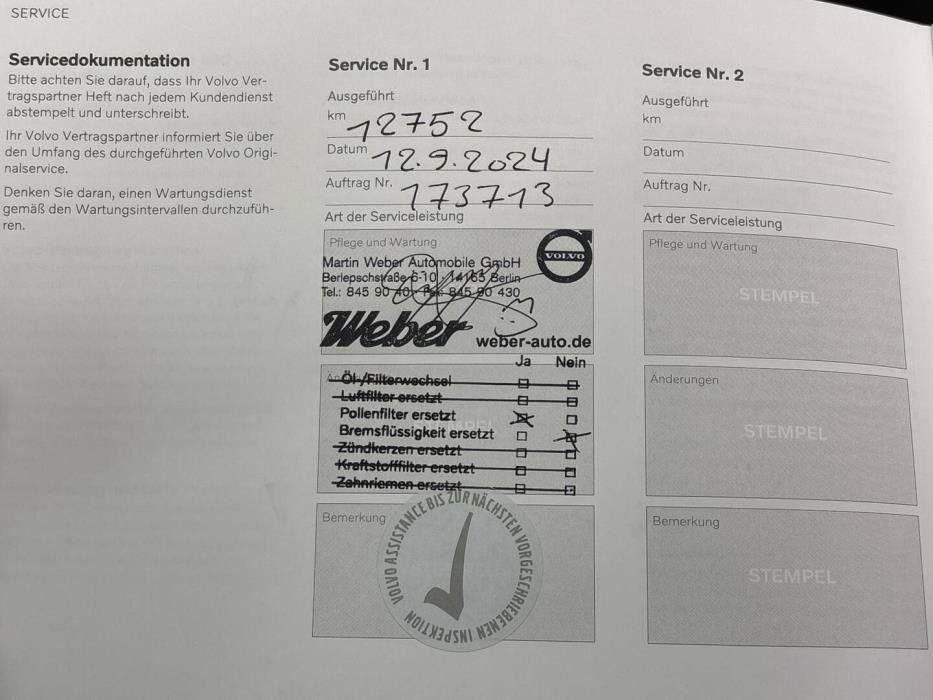 SERVICE
Servicedokumentation
Bitte achten Sie darauf, dass Ihr Volvo Ver-
tragspartner Heft nach jedem Kundendienst
abstempelt und unterschreibt.
Ihr Volvo Vertragspartner informiert Sie über
den Umfang des durchgeführten Volvo Origi-
nalservice.
Denken Sie daran, einen Wartungsdienst
gemäß den Wartungsintervallen durchzufüh-
ren.
Service Nr. 1
Ausgeführt
km 12752
Datum 12.9.2024
Auftrag Nr. 173713
Art der Serviceleistung
Pflege und Wartung
VOLVO
Martin Weber Automobile GmbH
Berlepschstraße 6-10 · 14165 Berlin
Tel.: 845 90 40 · Fax: 845 90 430
Weber weber-auto.de
Ja Nein
Öl-/Filterwechsel
Luftfilter ersetzt
Pollenfilter ersetzt
Bremsflüssigkeit ersetzt
Zündkerzen ersetzt
Kraftstofffilter ersetzt
Zahnriemen ersetzt
Bemerkung
VOLVO ASSISTANCE BIS ZUR NÄCHSTEN VORGESCHRIEBENEN INSPEKTION
Service Nr. 2
Ausgeführt
km
Datum
Auftrag Nr.
Art der Serviceleistung
Pflege und Wartung
STEMPEL
Änderungen
STEMPEL
Bemerkung
STEMPEL